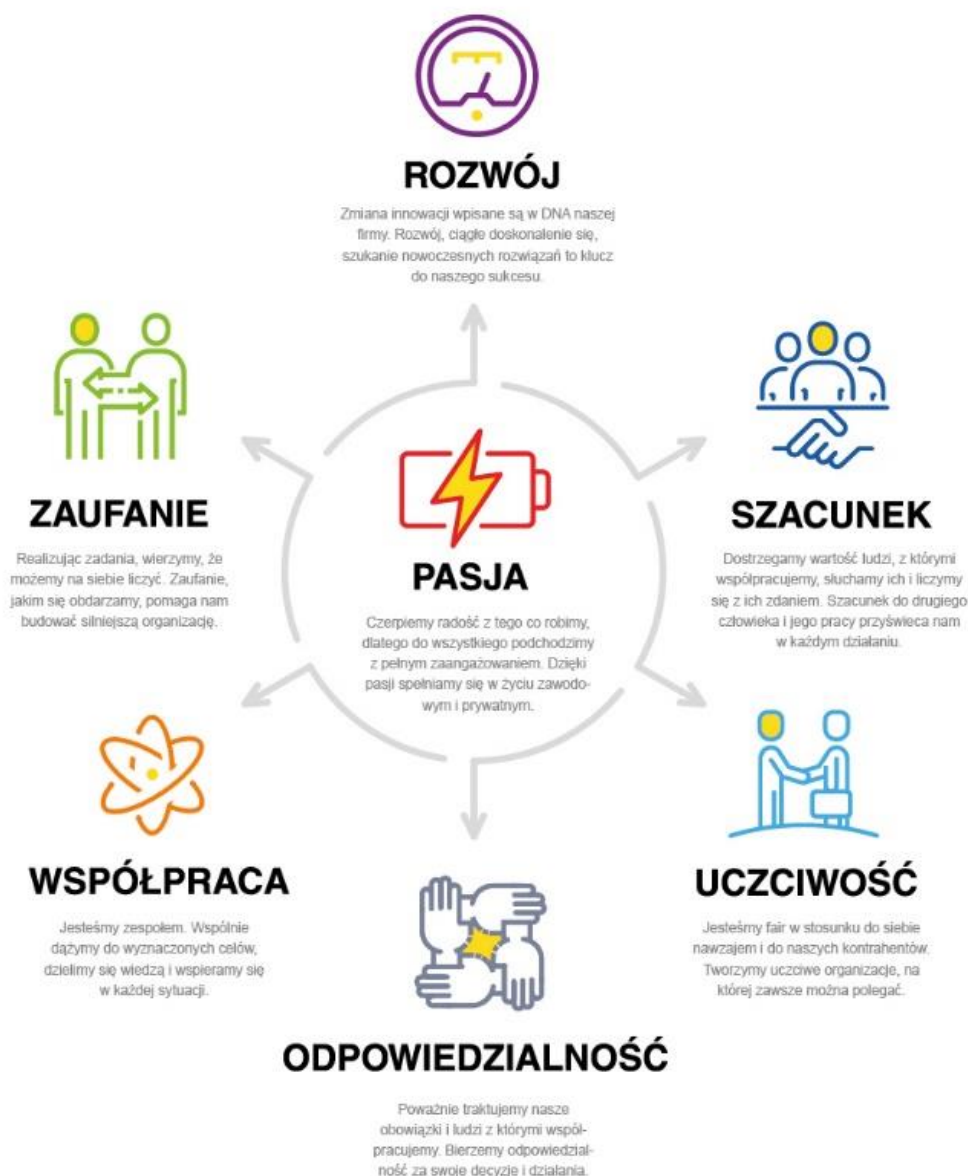 ROZWÓJ
Zmiana innowacji wpisane są w DNA naszej
firmy. Rozwój, ciągłe doskonalenie się,
szukanie nowoczesnych rozwiązań to klucz
do naszego sukcesu.
ZAUFANIE
Realizując zadania, wierzymy, że
możemy na siebie liczyć. Zaufanie,
jakim się obdarzamy, pomaga nam
budować silniejszą organizację.
PASJA
Czerpiemy radość z tego co robimy,
dlatego do wszystkiego podchodzimy
z pełnym zaangażowaniem. Dzięki
pasji spełniamy się w życiu zawodo-
wym i prywatnym.
SZACUNEK
Dostrzegamy wartość ludzi, z którymi
współpracujemy, słuchamy ich i liczymy
się z ich zdaniem. Szacunek do drugiego
człowieka i jego pracy przyświeca nam
w każdym działaniu.
WSPÓŁPRACA
Jesteśmy zespołem. Wspólnie
dążymy do wyznaczonych celów,
dzielimy się wiedzą i wspieramy się
w każdej sytuacji.
UCZCIWOŚĆ
Jesteśmy fair w stosunku do siebie
nawzajem i do naszych kontrahentów.
Tworzymy uczciwe organizacje, na
której zawsze można polegać.
ODPOWIEDZIALNOŚĆ
Poważnie traktujemy nasze
obowiązki i ludzi z którymi współ-
pracujemy. Bierzemy odpowiedzial-
ność za swoje decyzje i działania.